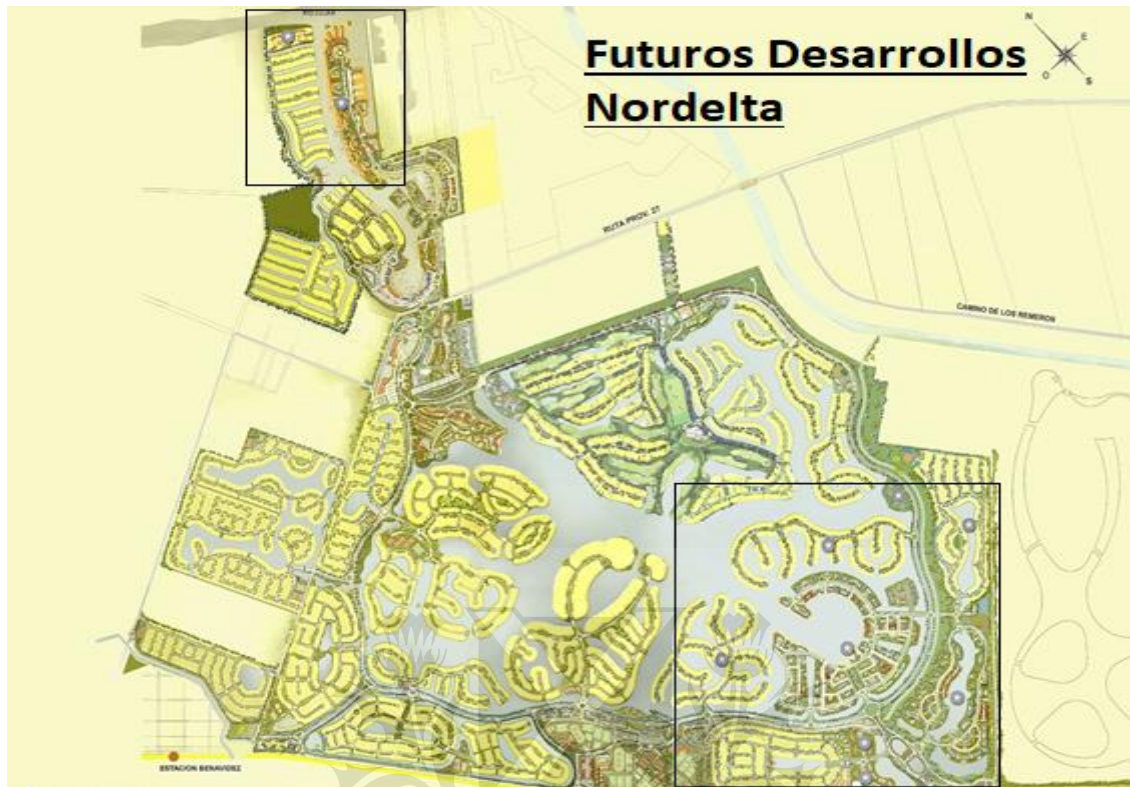 Futuros Desarrollos
Nordelta
N
E
O
S
RUTA PROV. 27
CAMINO DE LOS REMEROS
ESTACION BENAVIDEZ